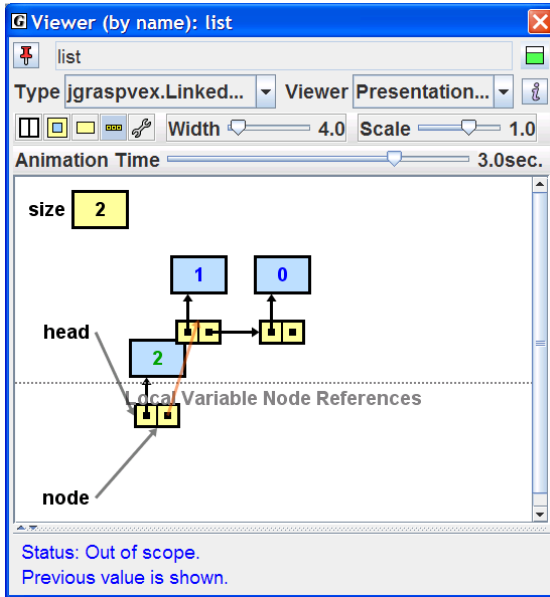 G Viewer (by name): list
list
Type jgraspvex.Linked... Viewer Presentation... i
Width 4.0 Scale 1.0
Animation Time 3.0sec.
size 2
1 0
head
2
Local Variable Node References
node
Status: Out of scope.
Previous value is shown.